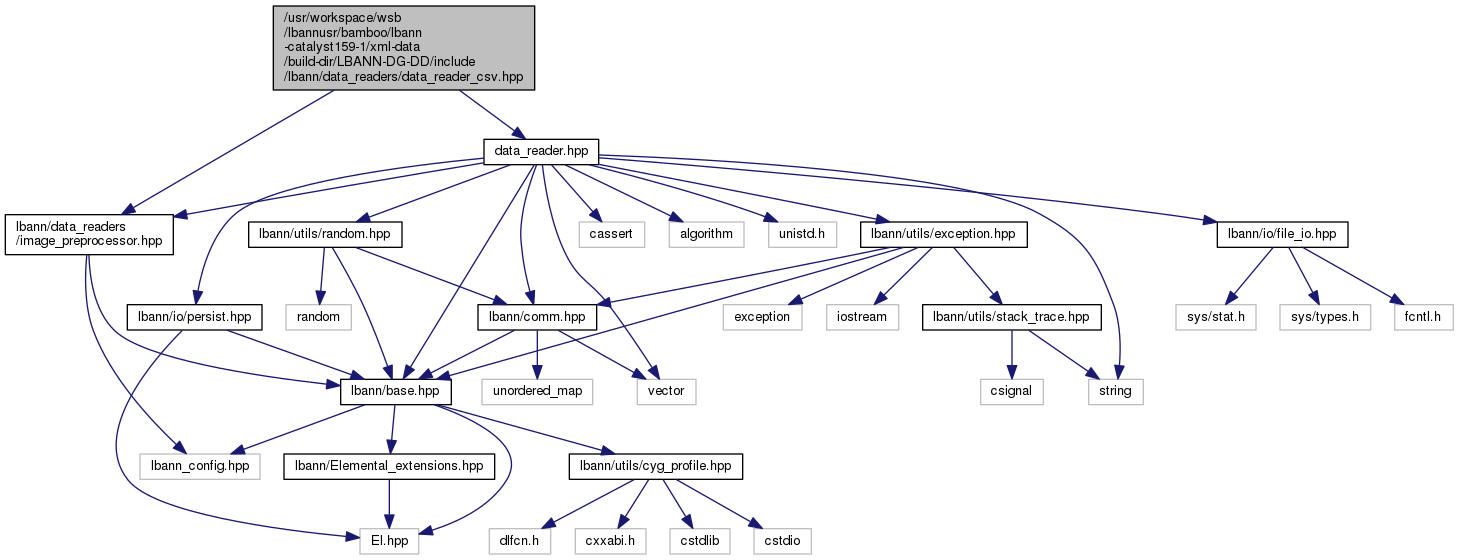 /usr/workspace/wsb
/lbannusr/bamboo/lbann
-catalyst159-1/xml-data
/build-dir/LBANN-DG-DD/include
/lbann/data_readers/data_reader_csv.hpp
data_reader.hpp
lbann/data_readers
/image_preprocessor.hpp
lbann/utils/random.hpp
cassert
algorithm
unistd.h
lbann/utils/exception.hpp
lbann/io/file_io.hpp
lbann/io/persist.hpp
random
lbann/comm.hpp
exception
iostream
lbann/utils/stack_trace.hpp
sys/stat.h
sys/types.h
fcntl.h
lbann/base.hpp
unordered_map
vector
csignal
string
lbann_config.hpp
lbann/Elemental_extensions.hpp
lbann/utils/cyg_profile.hpp
El.hpp
dlfcn.h
cxxabi.h
cstdlib
cstdio